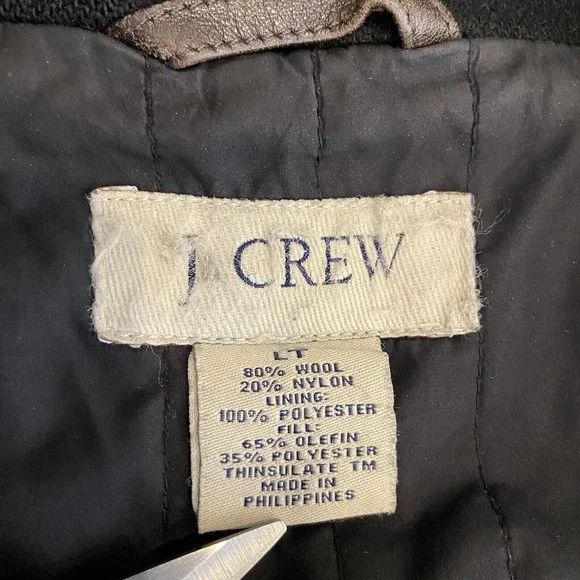 J. CREW
LT
80% WOOL
20% NYLON
LINING:
100% POLYESTER
FILL:
65% OLEFIN
35% POLYESTER
THINSULATE TM
MADE IN
PHILIPPINES